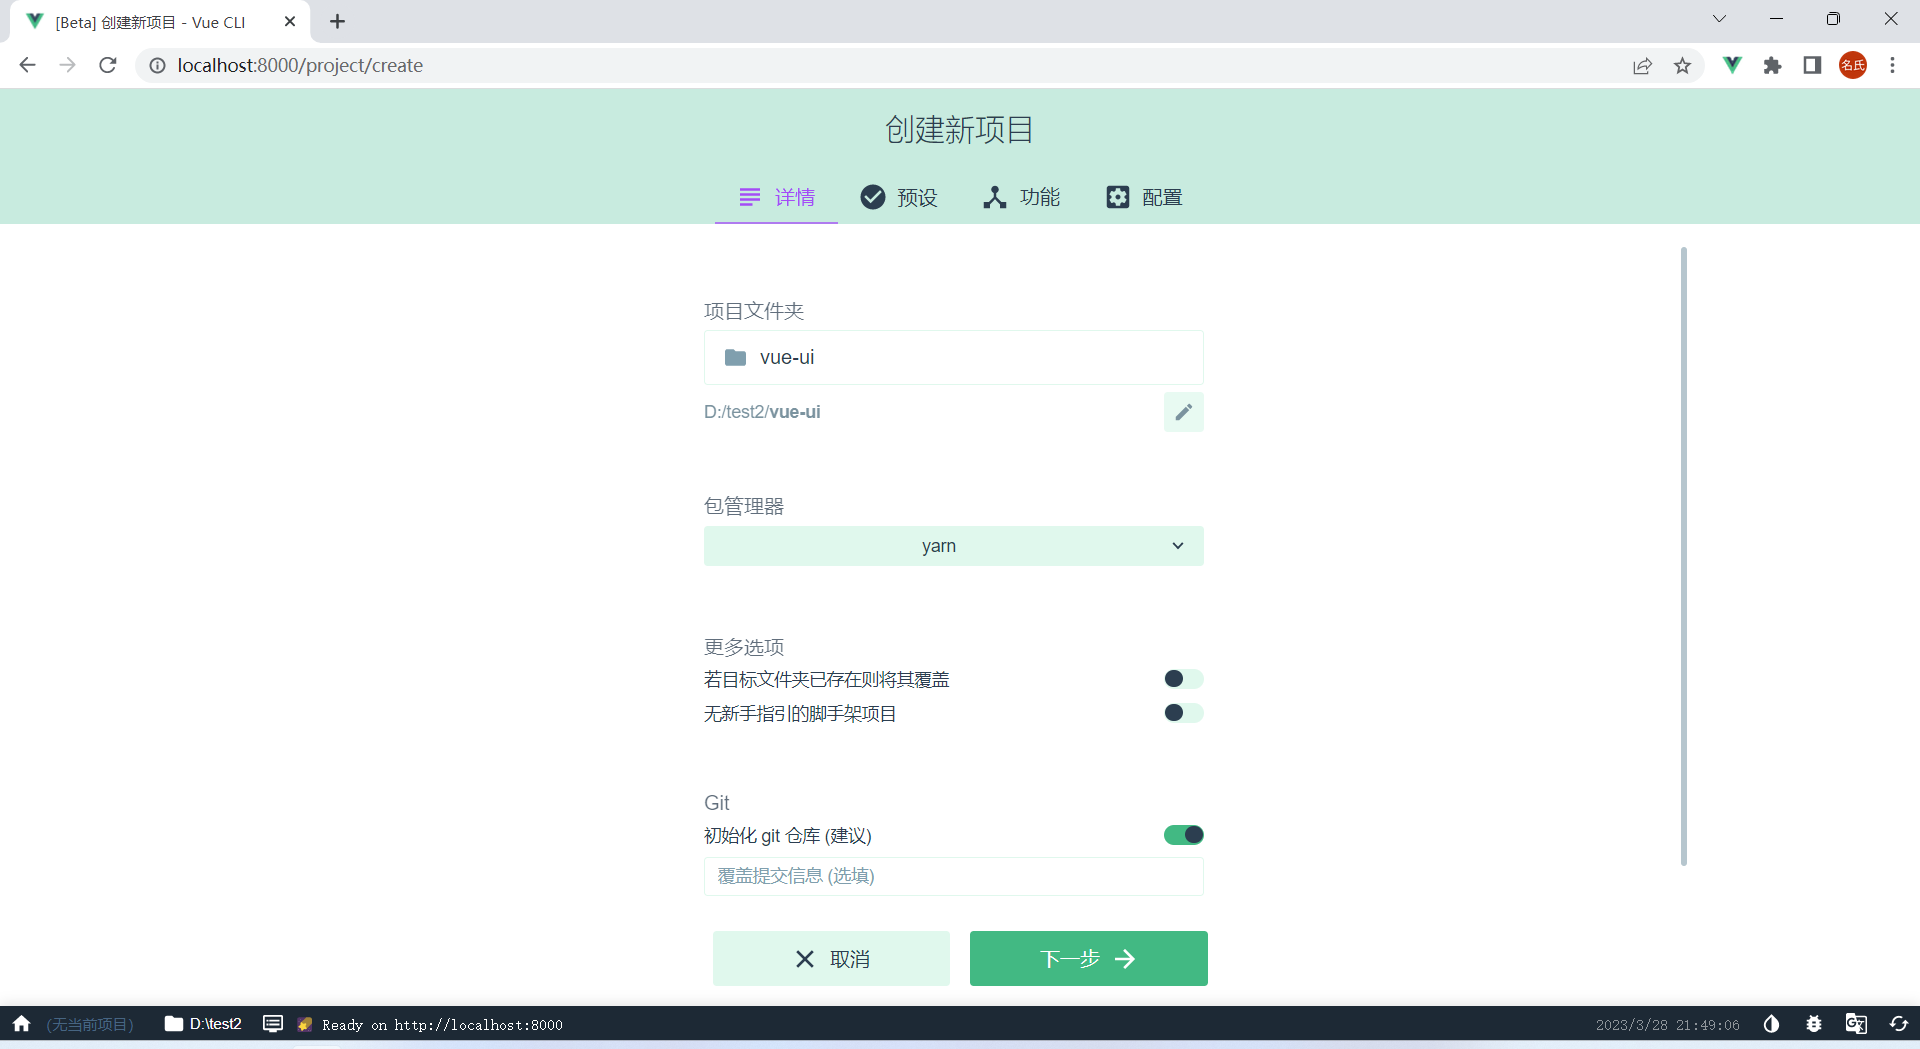 [Beta] 创建新项目 - Vue CLI
localhost:8000/project/create
名氏
创建新项目
详情 预设 功能 配置
项目文件夹
vue-ui
D:/test2/vue-ui
包管理器
yarn
更多选项
若目标文件夹已存在则将其覆盖
无新手指引的脚手架项目
Git
初始化 git 仓库 (建议)
覆盖提交信息 (选填)
取消 下一步
(无当前项目) D:\test2 Ready on http://localhost:8000 2023/3/28 21:49:06